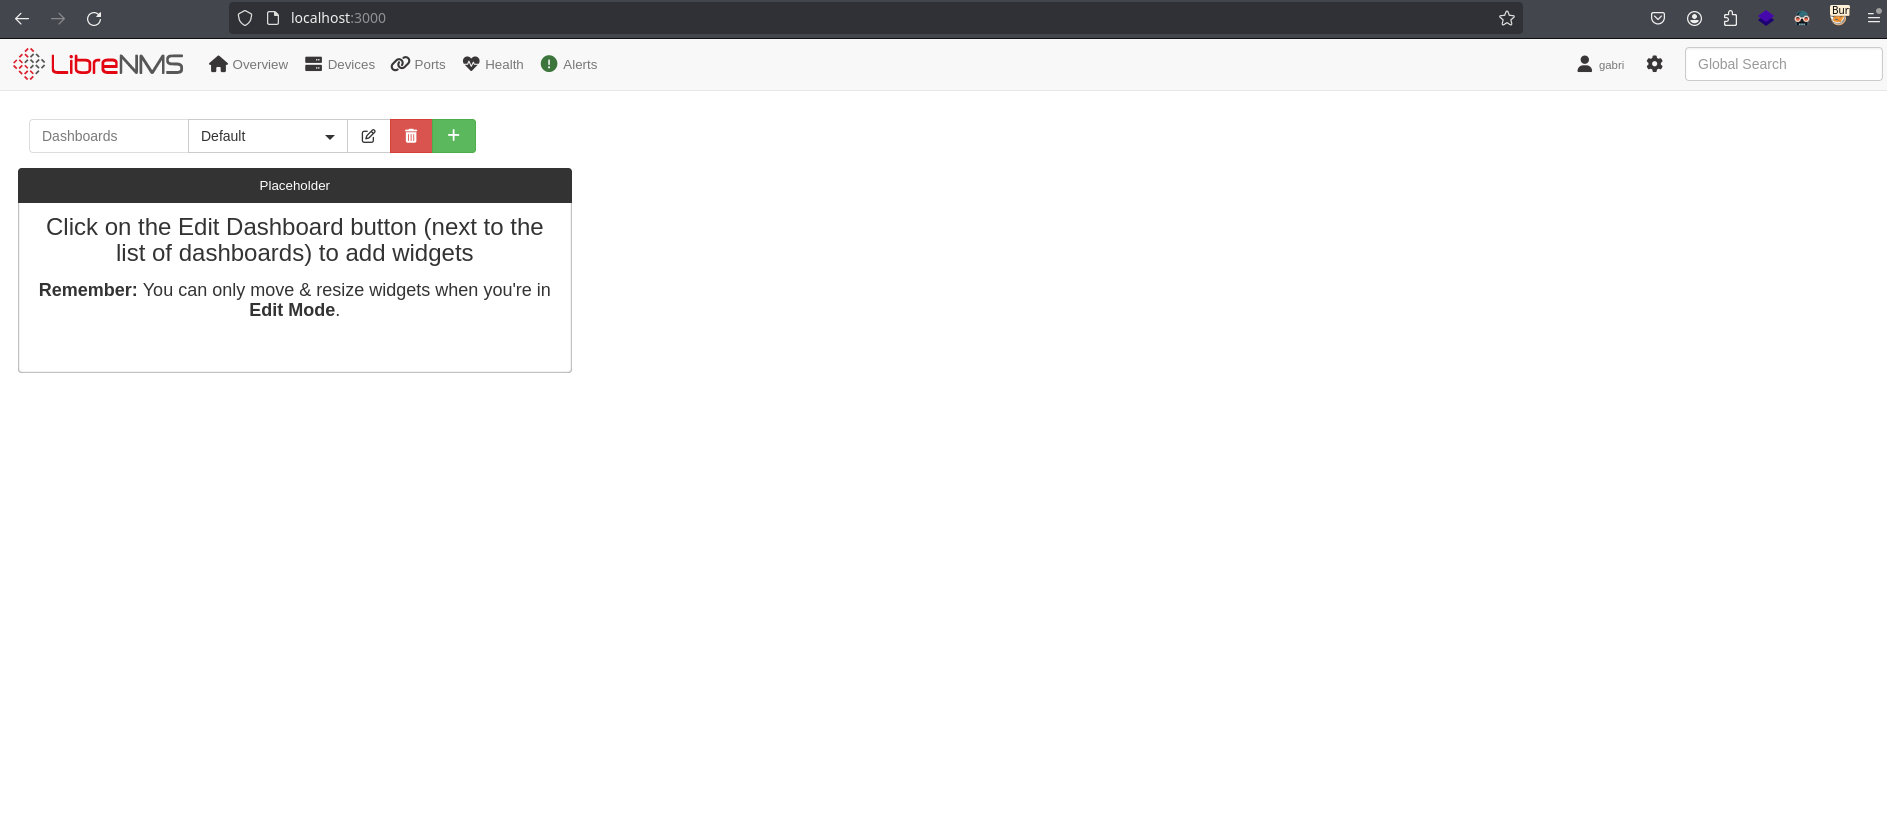 localhost:3000
Bur
LibreNMS Overview Devices Ports Health Alerts gabri Global Search
Dashboards Default
Placeholder
Click on the Edit Dashboard button (next to the
list of dashboards) to add widgets
Remember: You can only move & resize widgets when you're in
Edit Mode.